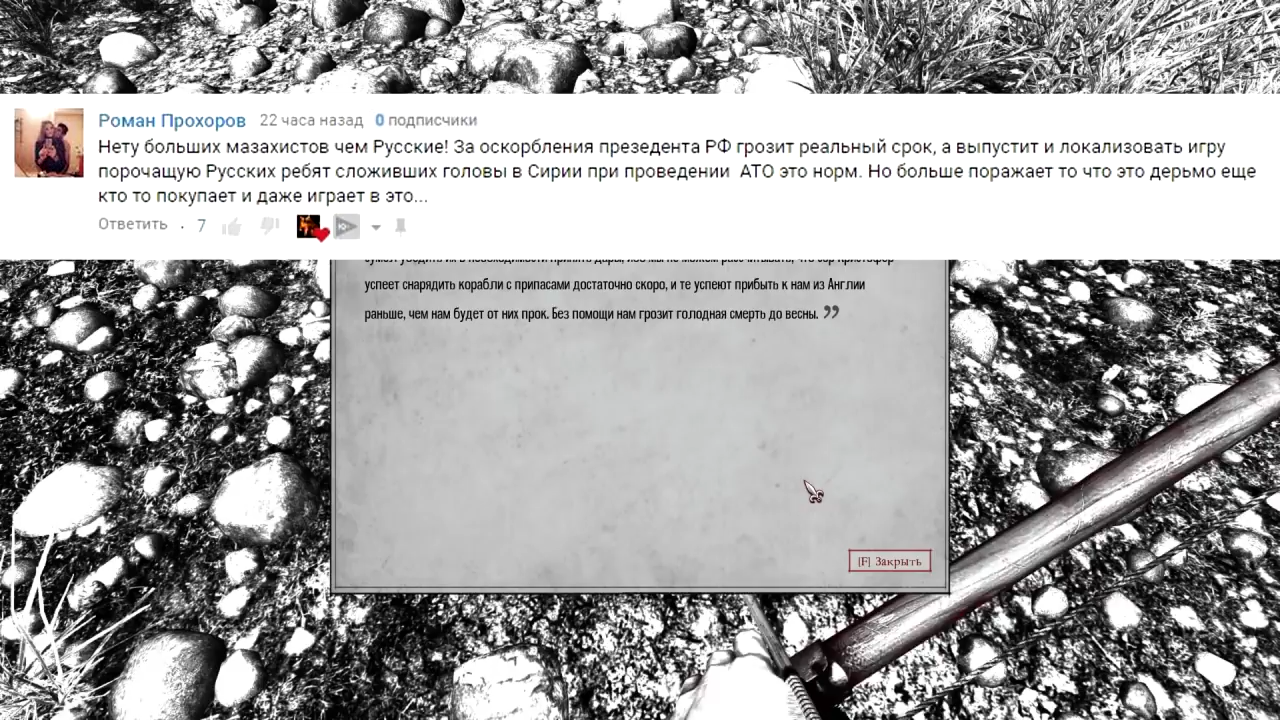 Роман Прохоров 22 часа назад 0 подписчики
Нету больших мазахистов чем Русские! За оскорбления презедента РФ грозит реальный срок, а выпустит и локализовать игру
порочащую Русских ребят сложивших головы в Сирии при проведении АТО это норм. Но больше поражает то что это дерьмо еще
кто то покупает и даже играет в это...
Ответить · 7
успеет снарядить корабли с припасами достаточно скоро, и те успеют прибыть к нам из Англии
раньше, чем нам будет от них прок. Без помощи нам грозит голодная смерть до весны. ”
[F] Закрыть